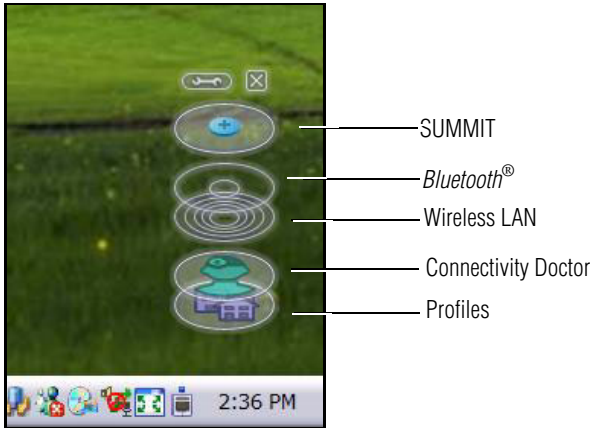 SUMMIT
Bluetooth®
Wireless LAN
Connectivity Doctor
Profiles
2:36 PM